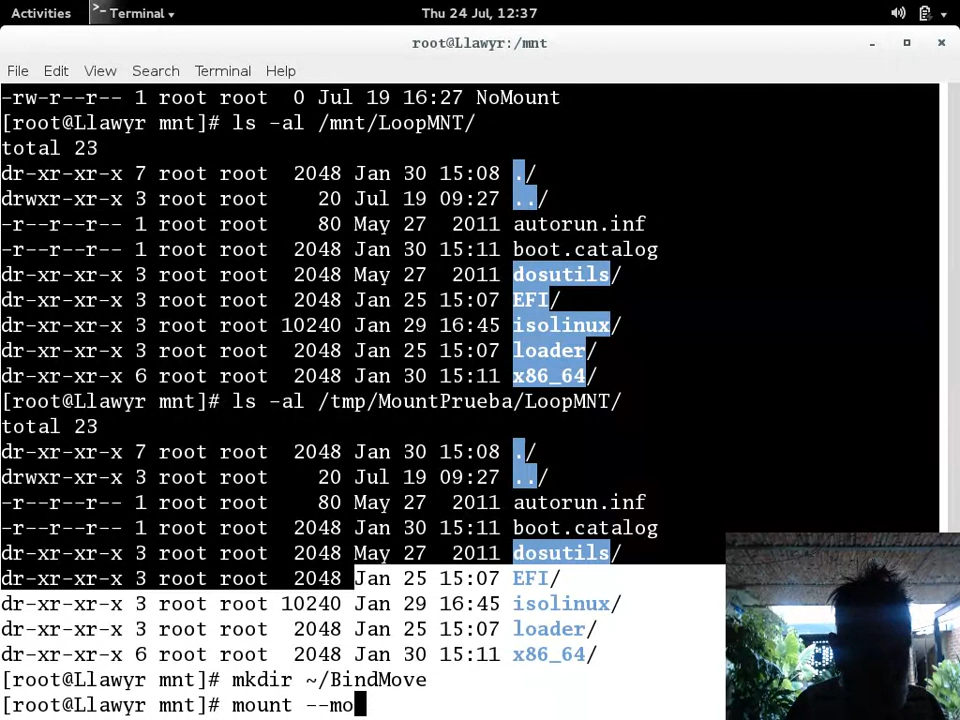 Activities Terminal Thu 24 Jul, 12:37
root@Llawyr:/mnt
File Edit View Search Terminal Help
-rw-r--r-- 1 root root 0 Jul 19 16:27 NoMount
[root@Llawyr mnt]# ls -al /mnt/LoopMNT/
total 23
dr-xr-xr-x 7 root root 2048 Jan 30 15:08 ./
drwxr-xr-x 3 root root 20 Jul 19 09:27 ../
-r--r--r-- 1 root root 80 May 27 2011 autorun.inf
-r--r--r-- 1 root root 2048 Jan 30 15:11 boot.catalog
dr-xr-xr-x 3 root root 2048 May 27 2011 dosutils/
dr-xr-xr-x 3 root root 2048 Jan 25 15:07 EFI/
dr-xr-xr-x 3 root root 10240 Jan 29 16:45 isolinux/
dr-xr-xr-x 3 root root 2048 Jan 25 15:07 loader/
dr-xr-xr-x 6 root root 2048 Jan 30 15:11 x86_64/
[root@Llawyr mnt]# ls -al /tmp/MountPrueba/LoopMNT/
total 23
dr-xr-xr-x 7 root root 2048 Jan 30 15:08 ./
drwxr-xr-x 3 root root 20 Jul 19 09:27 ../
-r--r--r-- 1 root root 80 May 27 2011 autorun.inf
-r--r--r-- 1 root root 2048 Jan 30 15:11 boot.catalog
dr-xr-xr-x 3 root root 2048 May 27 2011 dosutils/
dr-xr-xr-x 3 root root 2048 Jan 25 15:07 EFI/
dr-xr-xr-x 3 root root 10240 Jan 29 16:45 isolinux/
dr-xr-xr-x 3 root root 2048 Jan 25 15:07 loader/
dr-xr-xr-x 6 root root 2048 Jan 30 15:11 x86_64/
[root@Llawyr mnt]# mkdir ~/BindMove
[root@Llawyr mnt]# mount --mo